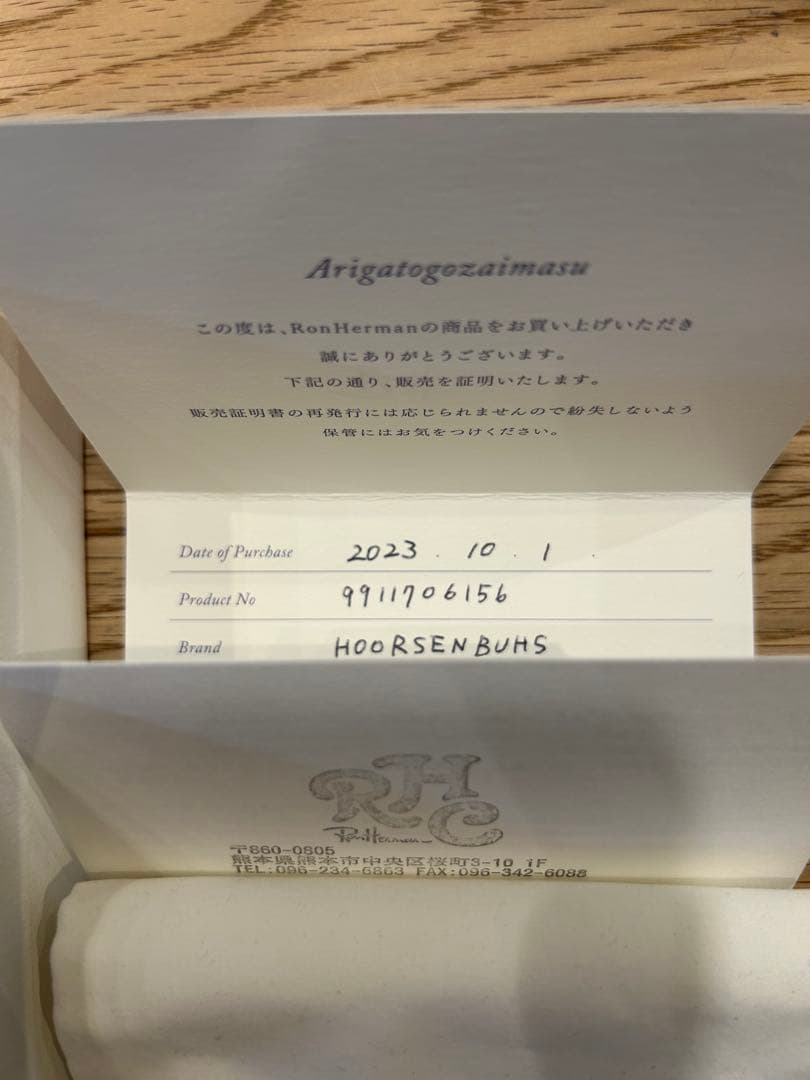 Arigatogozaimasu
この度は、RonHermanの商品をお買い上げいただき
誠にありがとうございます。
下記の通り、販売を証明いたします。
販売証明書の再発行には応じられませんので紛失しないよう
保管にはお気をつけください。
Date of Purchase 2023 . 10 . 1 .
Product No 9911706156
Brand HOORSENBUHS
RHC
Ron Herman
〒860-0805
熊本県熊本市中央区桜町3-10 1F
TEL:096-234-6863 FAX:096-342-6088